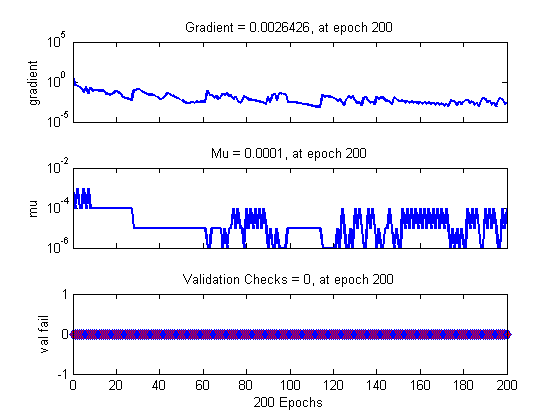 Gradient = 0.0026426, at epoch 200
10^5
10^0
10^-5
gradient
Mu = 0.0001, at epoch 200
10^-2
10^-4
10^-6
mu
Validation Checks = 0, at epoch 200
1
0
-1
val fail
0 20 40 60 80 100 120 140 160 180 200
200 Epochs